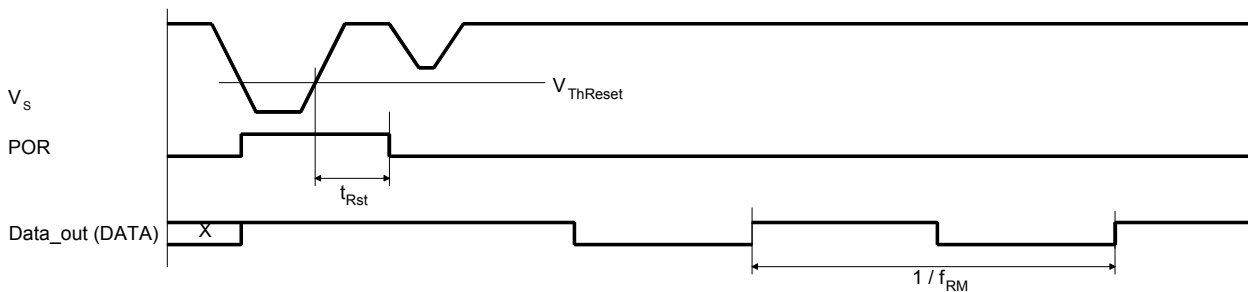 V_ThReset
V_S
POR
t_Rst
Data_out (DATA)
X
1 / f_RM